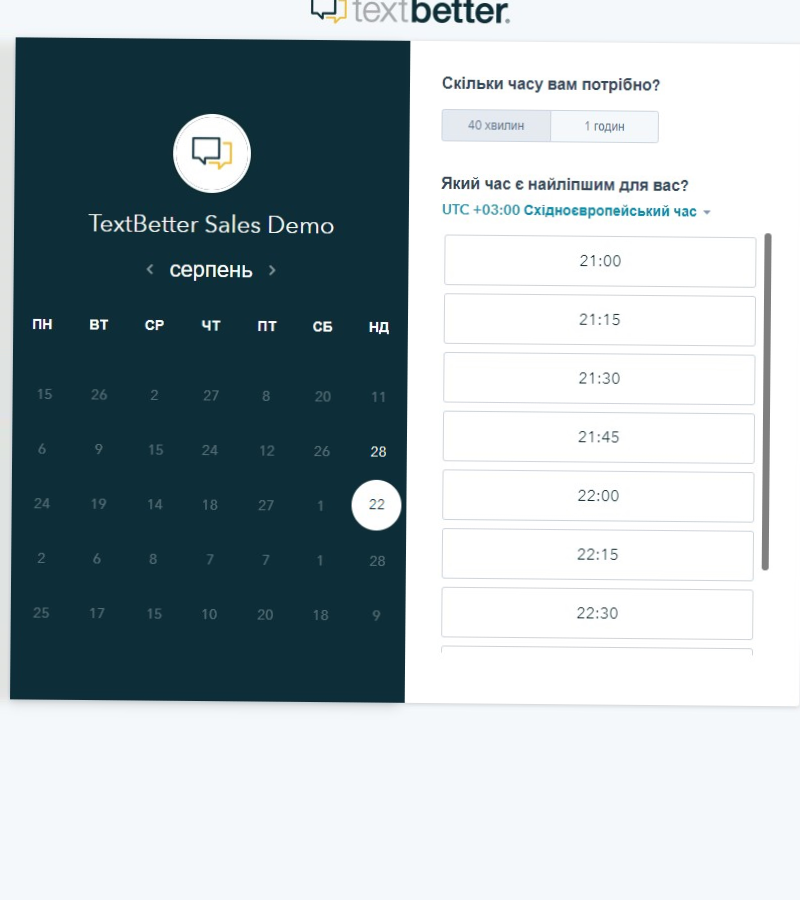 textbetter.
TextBetter Sales Demo
серпень
ПН ВТ СР ЧТ ПТ СБ НД
15 26 2 27 8 20 11
6 9 15 24 12 26 28
24 19 14 18 27 1 22
2 6 8 7 7 1 28
25 17 15 10 20 18 9
Скільки часу вам потрібно?
40 хвилин 1 годин
Який час є найліпшим для вас?
UTC +03:00 Східноєвропейський час
21:00
21:15
21:30
21:45
22:00
22:15
22:30